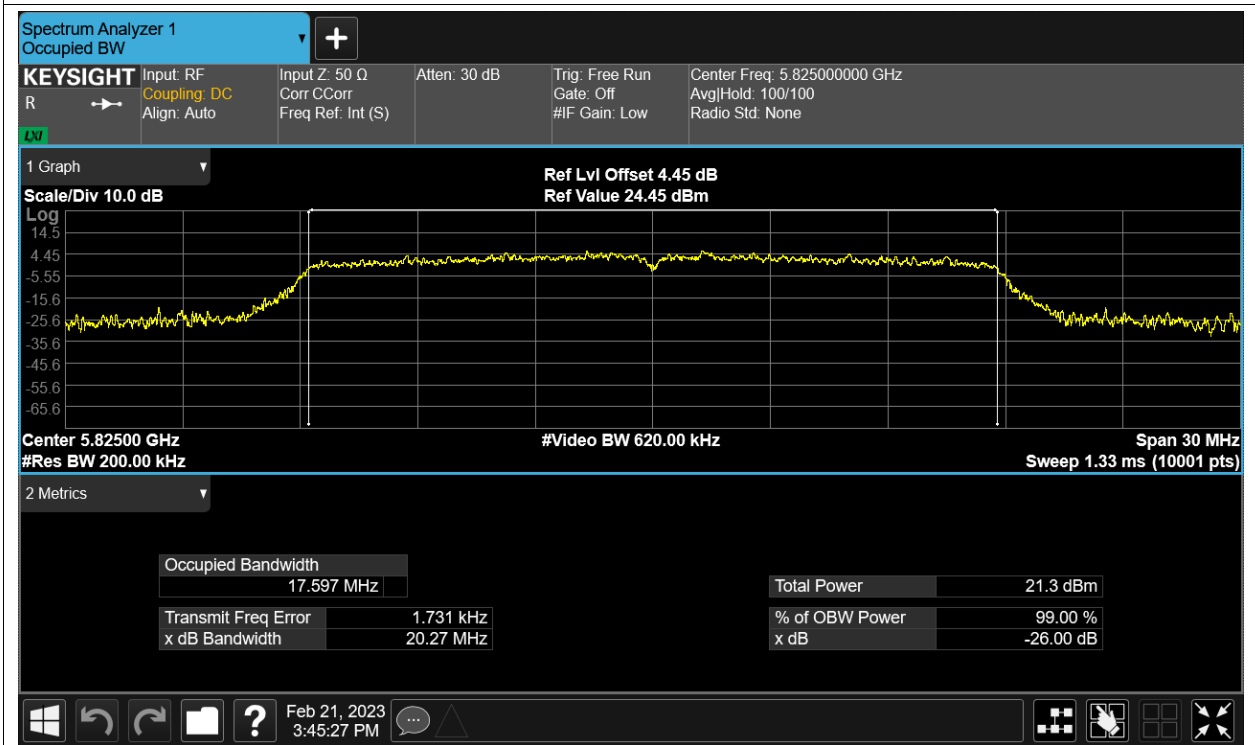 Spectrum Analyzer 1
Occupied BW
KEYSIGHT
R
LXI
Input: RF
Coupling: DC
Align: Auto
Input Z: 50 Ω
Corr CCorr
Freq Ref: Int (S)
Atten: 30 dB
Trig: Free Run
Gate: Off
#IF Gain: Low
Center Freq: 5.825000000 GHz
Avg|Hold: 100/100
Radio Std: None
1 Graph
Scale/Div 10.0 dB
Ref Lvl Offset 4.45 dB
Ref Value 24.45 dBm
Log
14.5
4.45
-5.55
-15.6
-25.6
-35.6
-45.6
-55.6
-65.6
Center 5.82500 GHz
#Video BW 620.00 kHz
Span 30 MHz
#Res BW 200.00 kHz
Sweep 1.33 ms (10001 pts)
2 Metrics
Occupied Bandwidth
17.597 MHz
Total Power 21.3 dBm
Transmit Freq Error 1.731 kHz
% of OBW Power 99.00 %
x dB Bandwidth 20.27 MHz
x dB -26.00 dB
Feb 21, 2023
3:45:27 PM